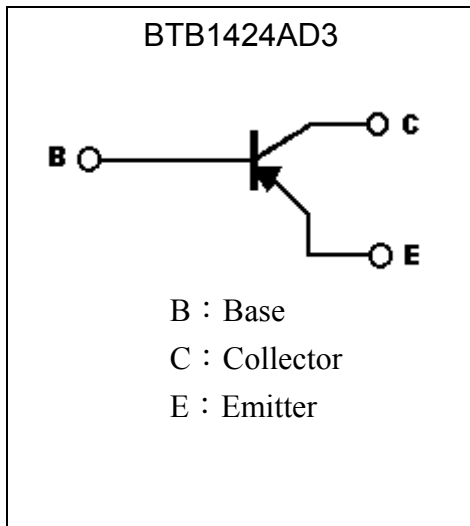 BTB1424AD3
C
B
E
B：Base
C：Collector
E：Emitter